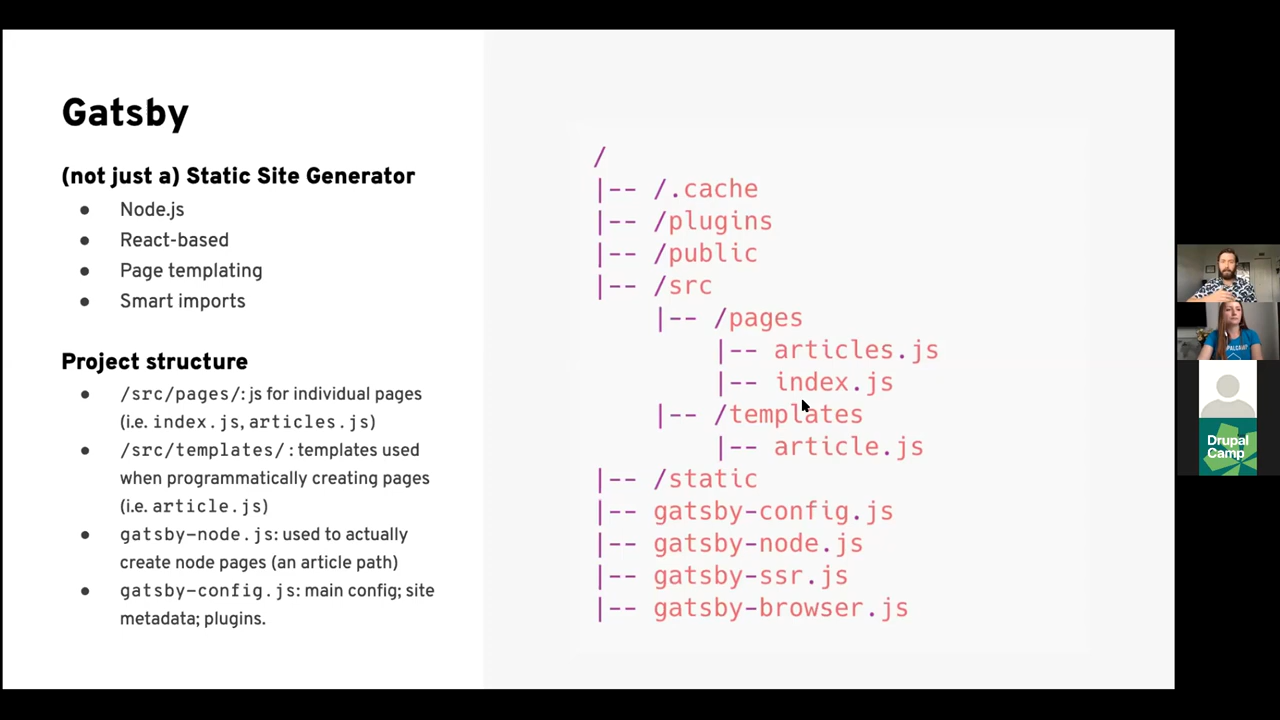 Gatsby
(not just a) Static Site Generator
● Node.js
● React-based
● Page templating
● Smart imports
Project structure
● /src/pages/: js for individual pages
(i.e. index.js, articles.js)
● /src/templates/: templates used
when programmatically creating pages
(i.e. article.js)
● gatsby-node.js: used to actually
create node pages (an article path)
● gatsby-config.js: main config; site
metadata; plugins.
/
|-- /.cache
|-- /plugins
|-- /public
|-- /src
|-- /pages
|-- articles.js
|-- index.js
|-- /templates
|-- article.js
|-- /static
|-- gatsby-config.js
|-- gatsby-node.js
|-- gatsby-ssr.js
|-- gatsby-browser.js
Drupal
Camp